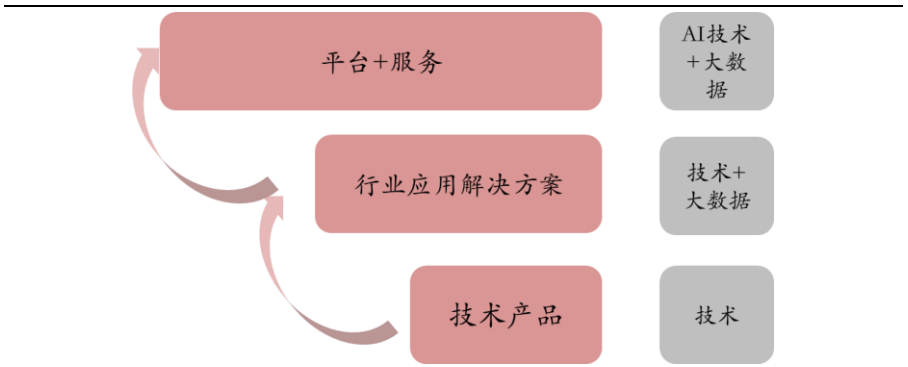 平台+服务
AI技术
+大数
据
行业应用解决方案
技术+
大数据
技术产品
技术